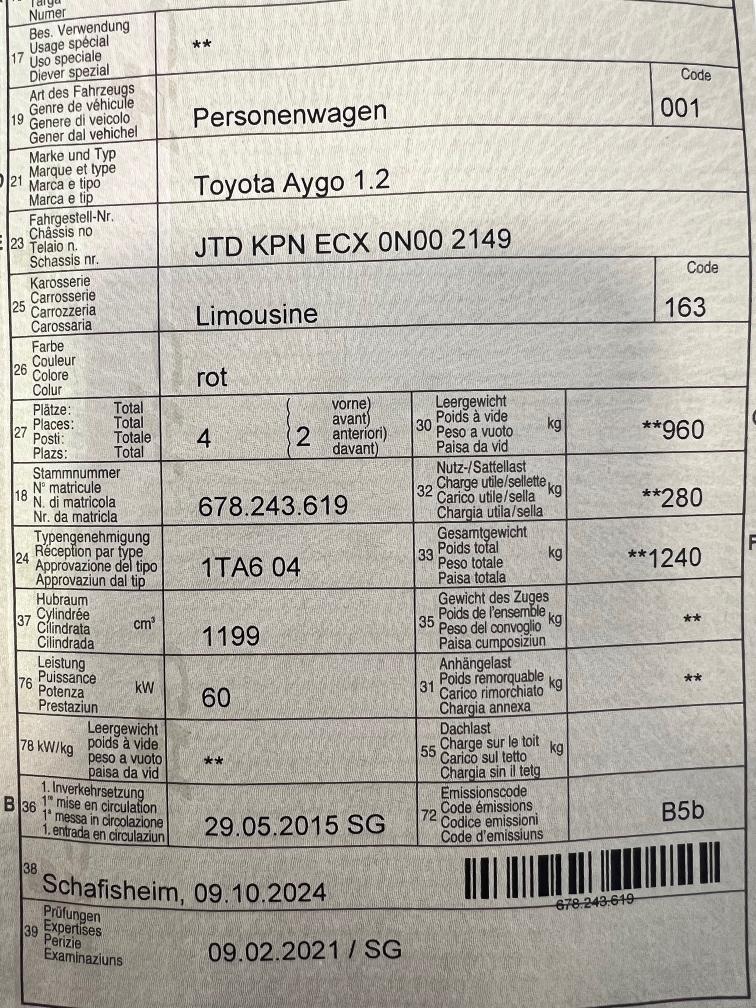 Targa
Numer
17 Bes. Verwendung
Usage spécial
Uso speciale
Diever spezial
**
19 Art des Fahrzeugs
Genre de véhicule
Genere di veicolo
Gener dal vehichel
Personenwagen
Code
001
21 Marke und Typ
Marque et type
Marca e tipo
Marca e tip
Toyota Aygo 1.2
23 Fahrgestell-Nr.
Châssis no
Telaio n.
Schassis nr.
JTD KPN ECX 0N00 2149
25 Karosserie
Carrosserie
Carrozzeria
Carossaria
Limousine
Code
163
26 Farbe
Couleur
Colore
Colur
rot
27 Plätze: Total
Places: Total
Posti: Totale
Plazs: Total
4
2
vorne)
avant)
anteriori)
davant)
30 Leergewicht
Poids à vide
Peso a vuoto
Paisa da vid
kg
**960
18 Stammnummer
N° matricule
N. di matricola
Nr. da matricla
678.243.619
32 Nutz-/Sattellast
Charge utile/sellette
Carico utile/sella
Chargia utila/sella
kg
**280
24 Typengenehmigung
Réception par type
Approvazione del tipo
Approvaziun dal tip
1TA6 04
33 Gesamtgewicht
Poids total
Peso totale
Paisa totala
kg
**1240
37 Hubraum
Cylindrée
Cilindrata
Cilindrada
cm³
1199
35 Gewicht des Zuges
Poids de l'ensemble
Peso del convoglio
Paisa cumposiziun
kg
**
76 Leistung
Puissance
Potenza
Prestaziun
kW
60
31 Anhängelast
Poids remorquable
Carico rimorchiato
Chargia annexa
kg
**
78 kW/kg
Leergewicht
poids à vide
peso a vuoto
paisa da vid
**
55 Dachlast
Charge sur le toit
Carico sul tetto
Chargia sin il tetg
kg
B 36 1. Inverkehrsetzung
1re mise en circulation
1a messa in circolazione
1. entrada en circulaziun
29.05.2015 SG
72 Emissionscode
Code émissions
Codice emissioni
Code d'emissiuns
B5b
38
Schafisheim, 09.10.2024
678.243.619
39 Prüfungen
Expertises
Perizie
Examinaziuns
09.02.2021 / SG